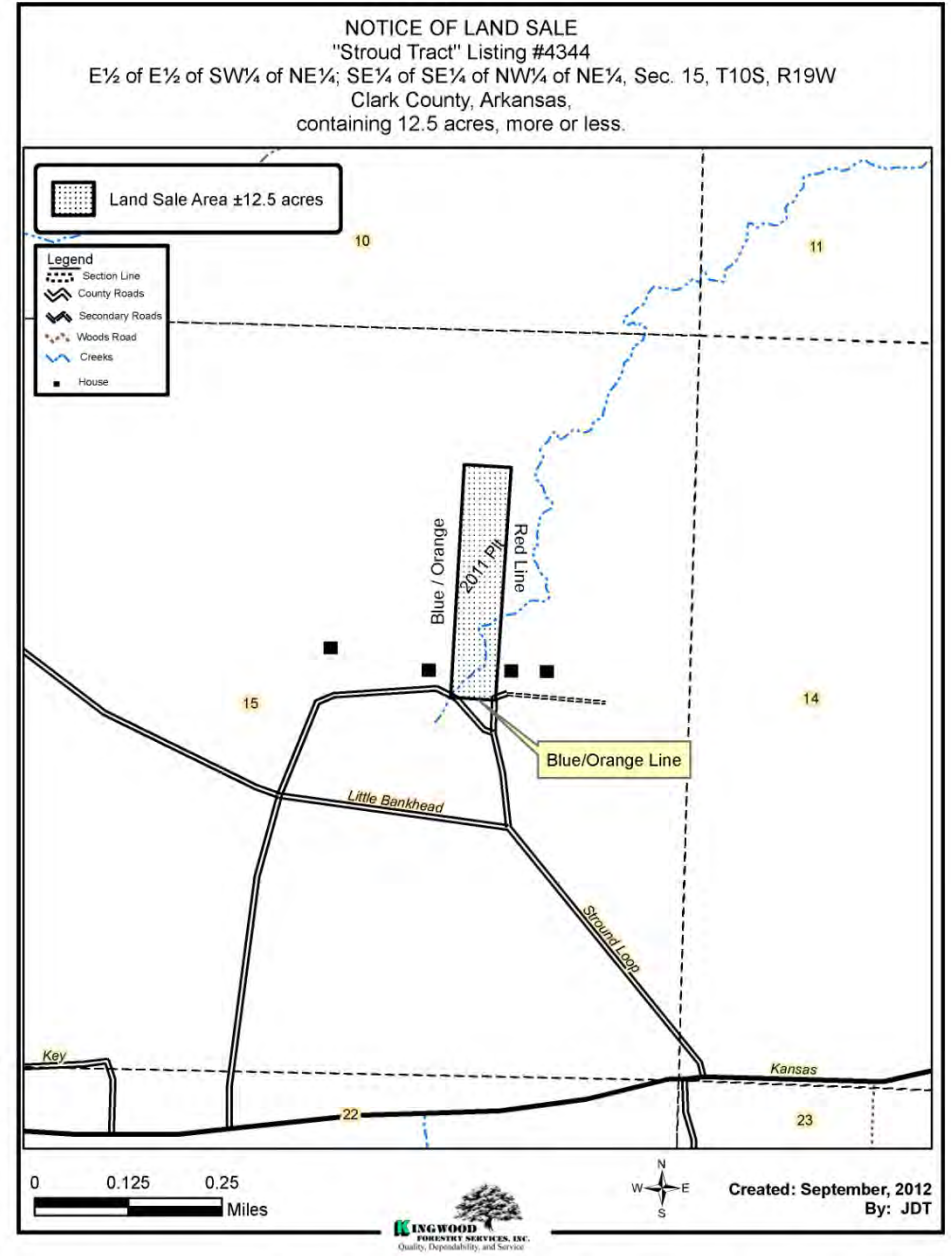 NOTICE OF LAND SALE
"Stroud Tract" Listing #4344
E½ of E½ of SW¼ of NE¼; SE¼ of SE¼ of NW¼ of NE¼, Sec. 15, T10S, R19W
Clark County, Arkansas,
containing 12.5 acres, more or less.
Land Sale Area ±12.5 acres
10
11
Legend
Section Line
County Roads
Secondary Roads
Woods Road
Creeks
House
Blue / Orange
2011 Plt
Red Line
15
14
Blue/Orange Line
Little Bankhead
Stround Loop
Key
Kansas
22
23
0 0.125 0.25
Miles
N
W E
S
Created: September, 2012
By: JDT
KINGWOOD
FORESTRY SERVICES, INC.
Quality, Dependability, and Service